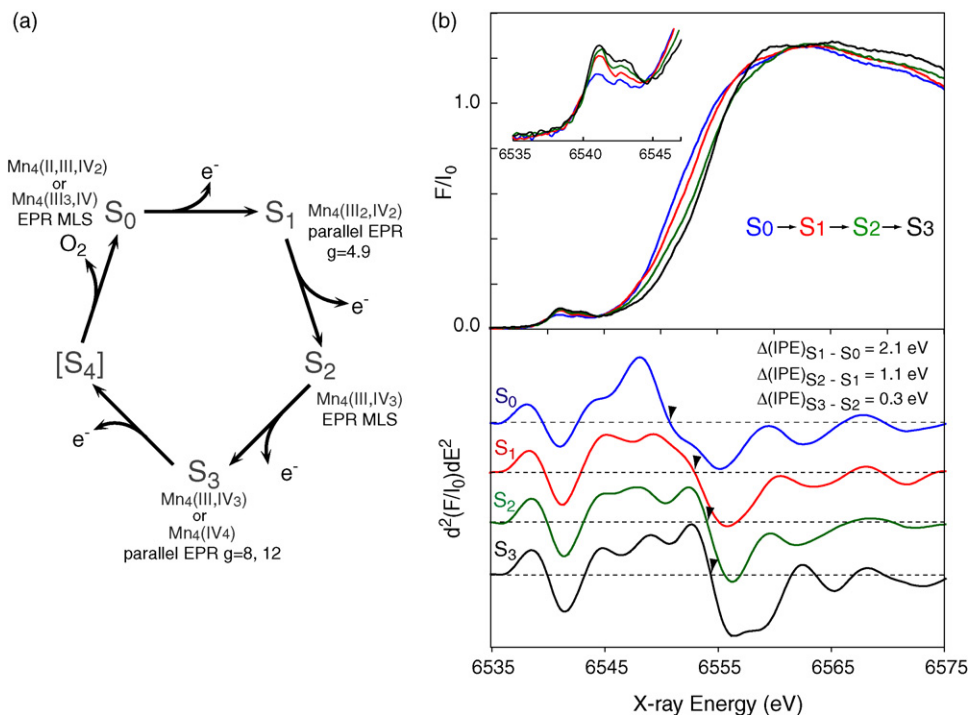 (a)
Mn₄(II,III,IV₂)
or
Mn₄(III₃,IV)
EPR MLS
S₀
e⁻
S₁
Mn₄(III₂,IV₂)
parallel EPR
g=4.9
O₂
e⁻
[S₄]
S₂
Mn₄(III,IV₃)
EPR MLS
e⁻
e⁻
S₃
Mn₄(III,IV₃)
or
Mn₄(IV₄)
parallel EPR g=8, 12
(b)
F/I₀
1.0
0.0
6535 6540 6545
S0→S1→S2→S3
d²(F/I₀)dE²
Δ(IPE)S₁ - S₀ = 2.1 eV
Δ(IPE)S₂ - S₁ = 1.1 eV
Δ(IPE)S₃ - S₂ = 0.3 eV
S₀
S₁
S₂
S₃
6535 6545 6555 6565 6575
X-ray Energy (eV)